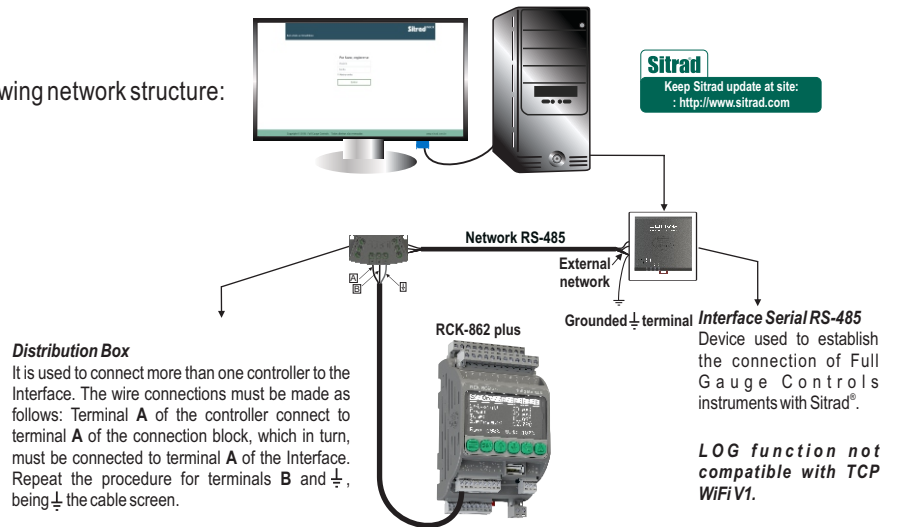 Sitrad
wing network structure:
Sitrad
Keep Sitrad update at site:
: http://www.sitrad.com
Network RS-485
External
network
A
B
⏚
Grounded ⏚ terminal
RCK-862 plus
Interface Serial RS-485
Device used to establish
the connection of Full
Gauge Controls
instruments with Sitrad®.
LOG function not
compatible with TCP
WiFi V1.
Distribution Box
It is used to connect more than one controller to the
Interface. The wire connections must be made as
follows: Terminal A of the controller connect to
terminal A of the connection block, which in turn,
must be connected to terminal A of the Interface.
Repeat the procedure for terminals B and ⏚,
being ⏚ the cable screen.